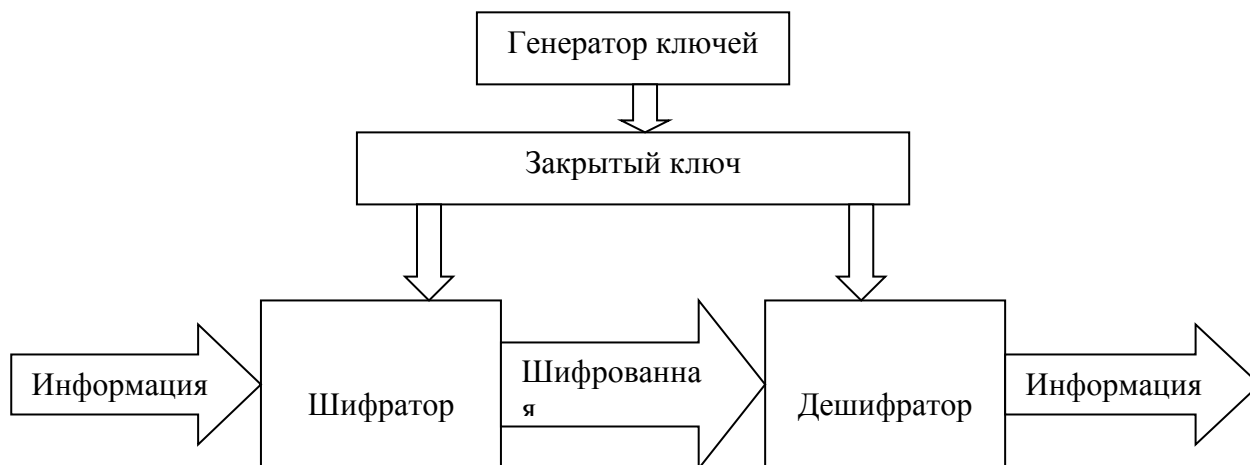 Генератор ключей
Закрытый ключ
Информация
Шифратор
Шифрованна
я
Дешифратор
Информация